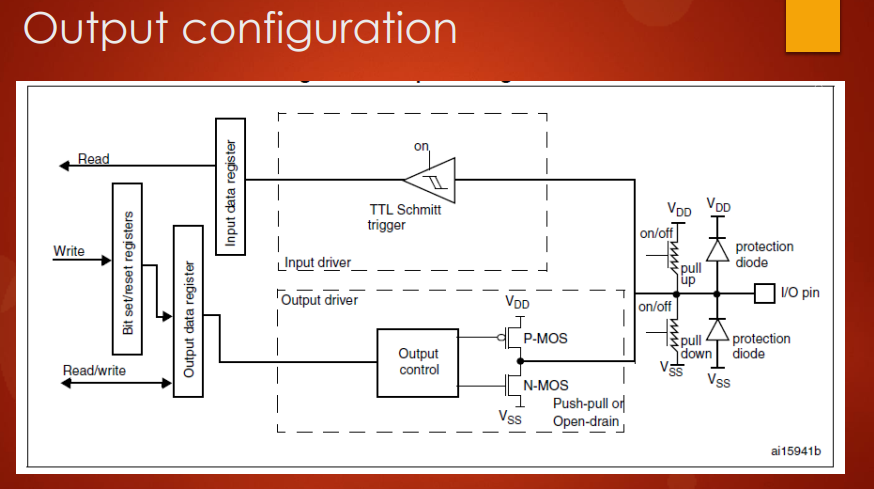 Output configuration
Read
Write
Read/write
Bit set/reset registers
Input data register
Output data register
on
TTL Schmitt
trigger
Input driver
Output driver
Output
control
VDD
P-MOS
N-MOS
VSS
Push-pull or
Open-drain
VDD
VDD
on/off
pull
up
protection
diode
I/O pin
on/off
pull
down
protection
diode
VSS
VSS
ai15941b